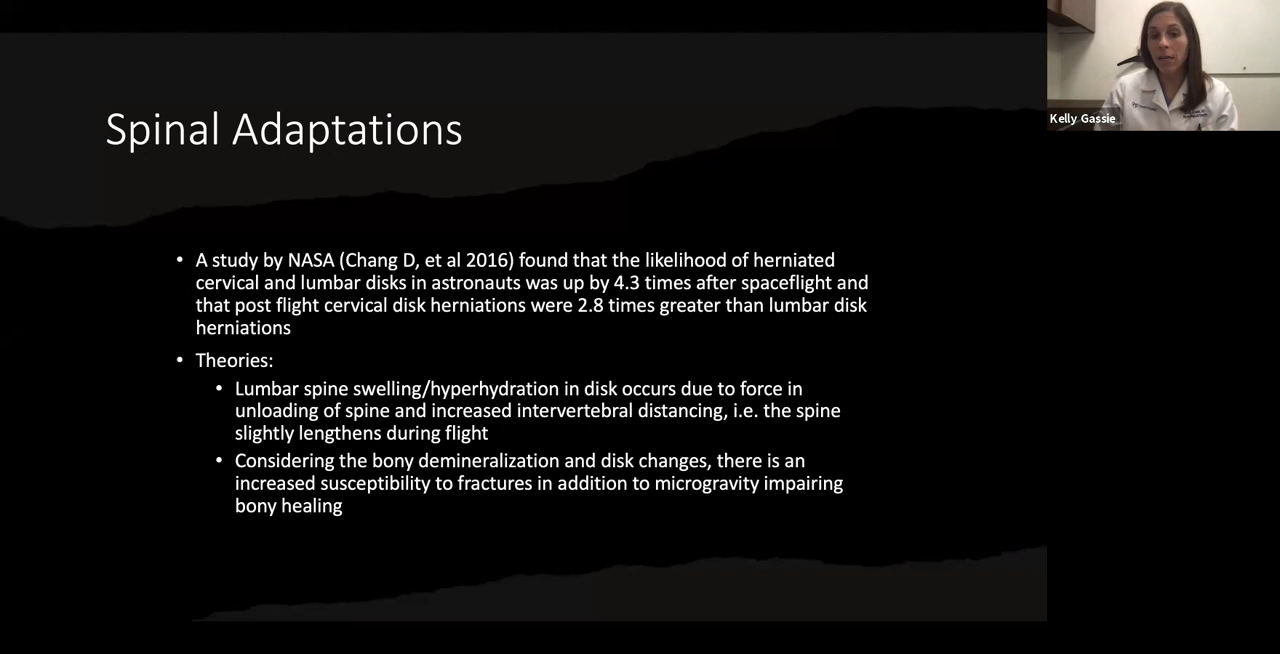 Spinal Adaptations
• A study by NASA (Chang D, et al 2016) found that the likelihood of herniated
cervical and lumbar disks in astronauts was up by 4.3 times after spaceflight and
that post flight cervical disk herniations were 2.8 times greater than lumbar disk
herniations
• Theories:
• Lumbar spine swelling/hyperhydration in disk occurs due to force in
unloading of spine and increased intervertebral distancing, i.e. the spine
slightly lengthens during flight
• Considering the bony demineralization and disk changes, there is an
increased susceptibility to fractures in addition to microgravity impairing
bony healing
Kelly Gassie